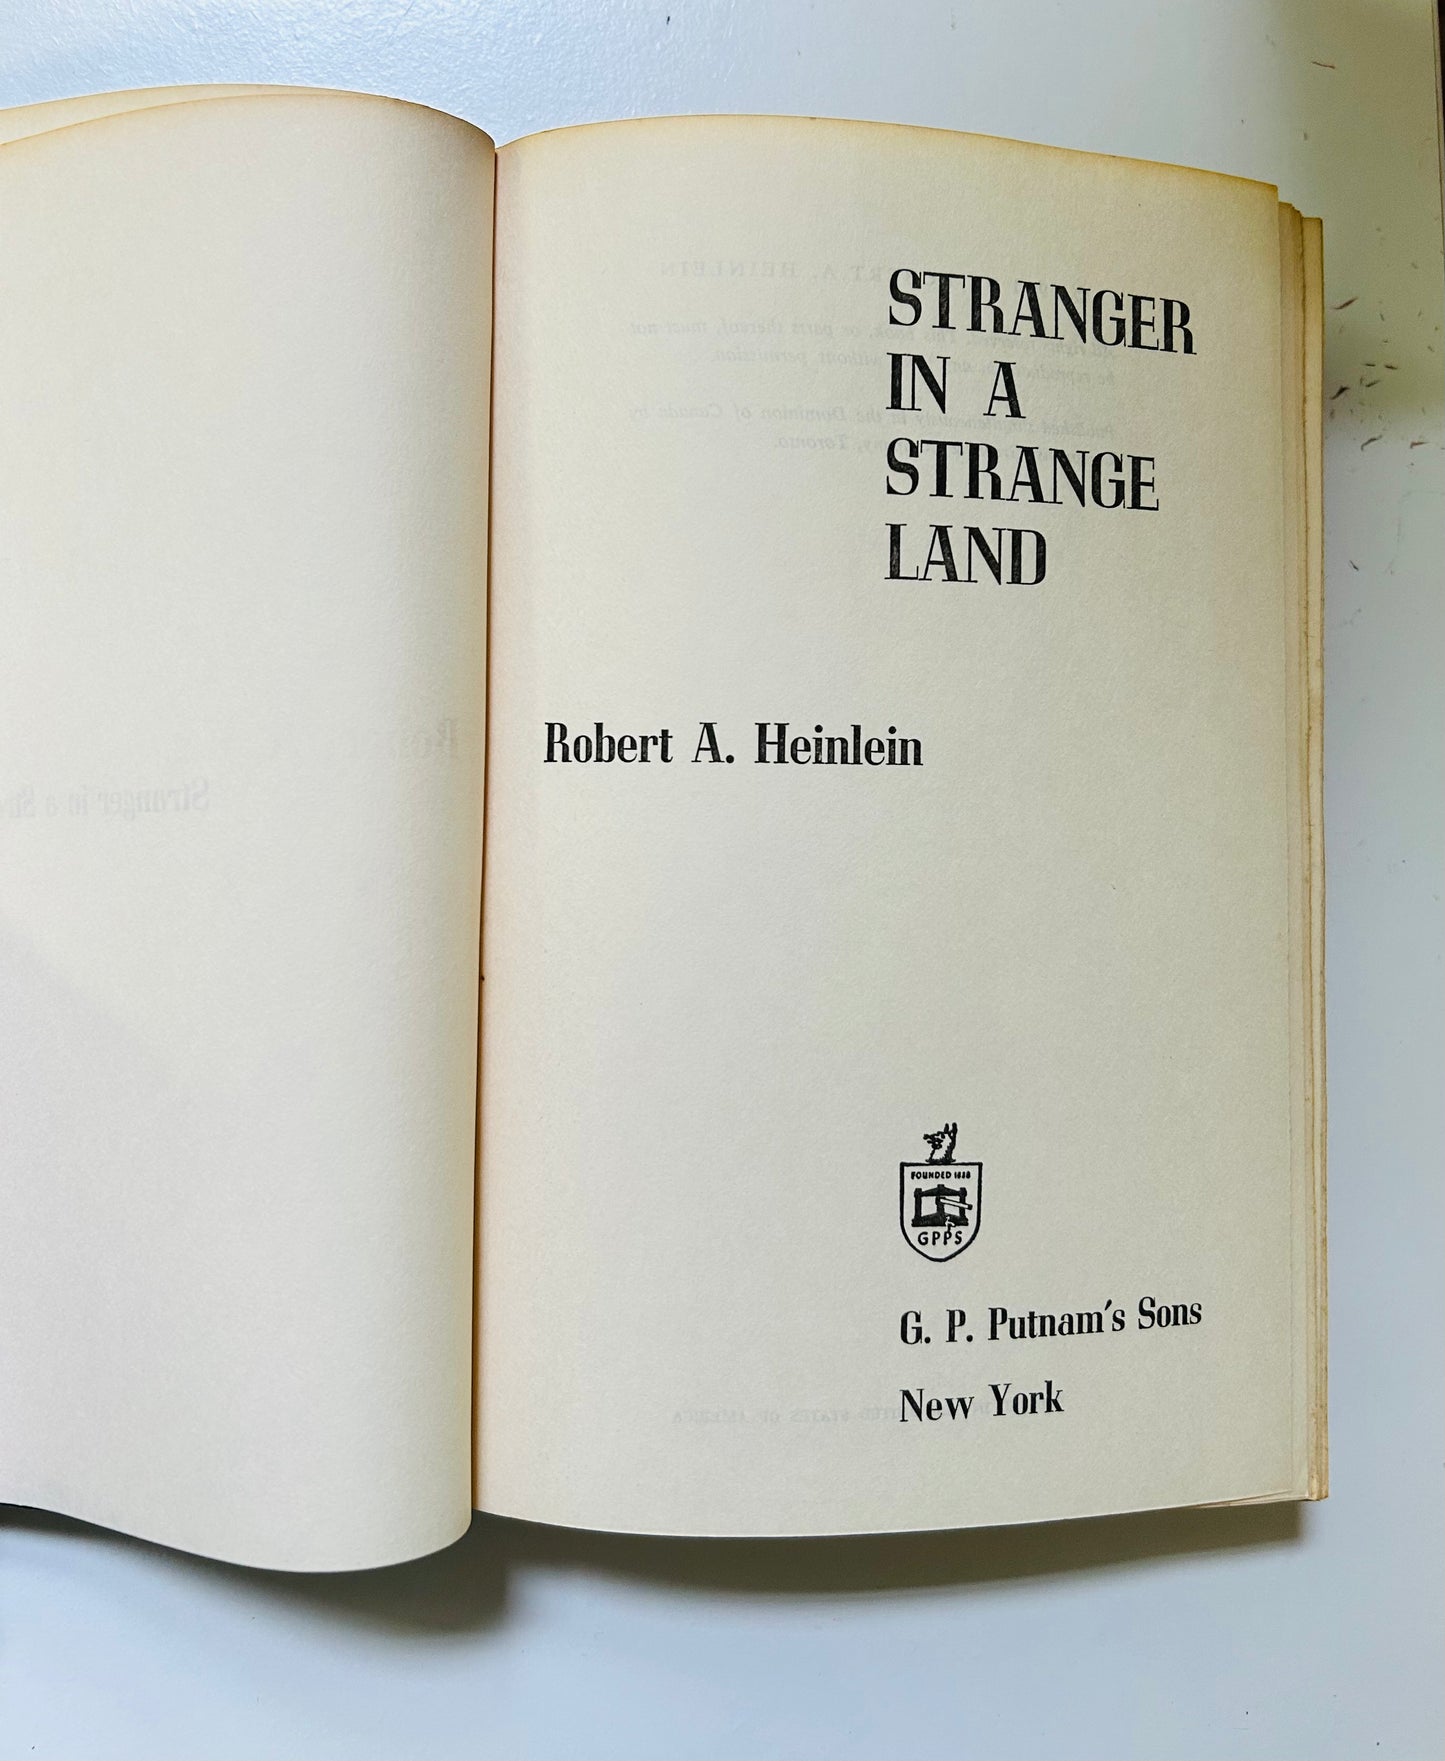 STRANGER
IN A
STRANGE
LAND
Robert A. Heinlein
FOUNDED 1838
GPPS
G. P. Putnam's Sons
New York